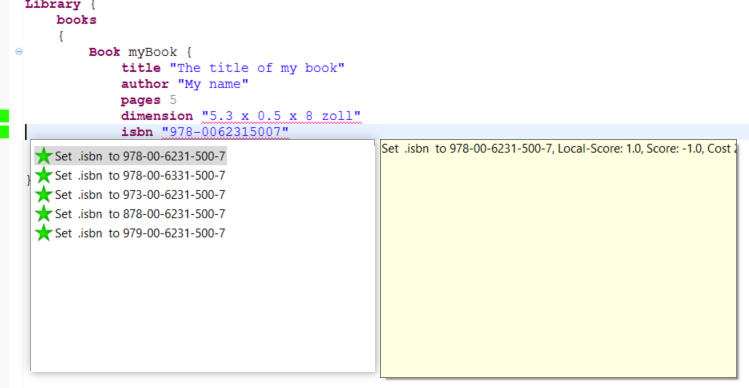 Library {
books
{
Book myBook {
title "The title of my book"
author "My name"
pages 5
dimension "5.3 x 0.5 x 8 zoll"
isbn "978-0062315007"
Set .isbn to 978-00-6231-500-7
Set .isbn to 978-00-6331-500-7
Set .isbn to 973-00-6231-500-7
Set .isbn to 878-00-6231-500-7
Set .isbn to 979-00-6231-500-7
Set .isbn to 978-00-6231-500-7, Local-Score: 1.0, Score: -1.0, Cost
}